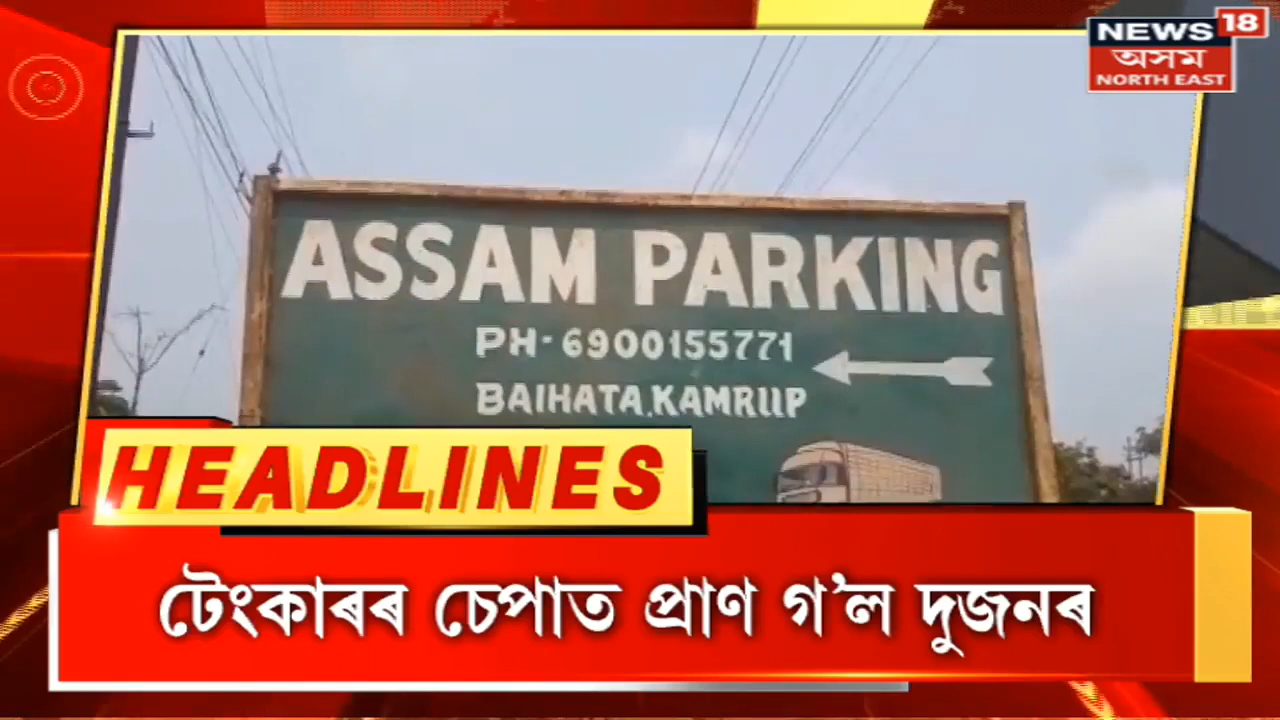 NEWS 18
অসম
NORTH EAST
ASSAM PARKING
PH-6900155771
BAIHATA.KAMRUP
HEADLINES
টেংকাৰৰ চেপাত প্ৰাণ গ'ল দুজনৰ